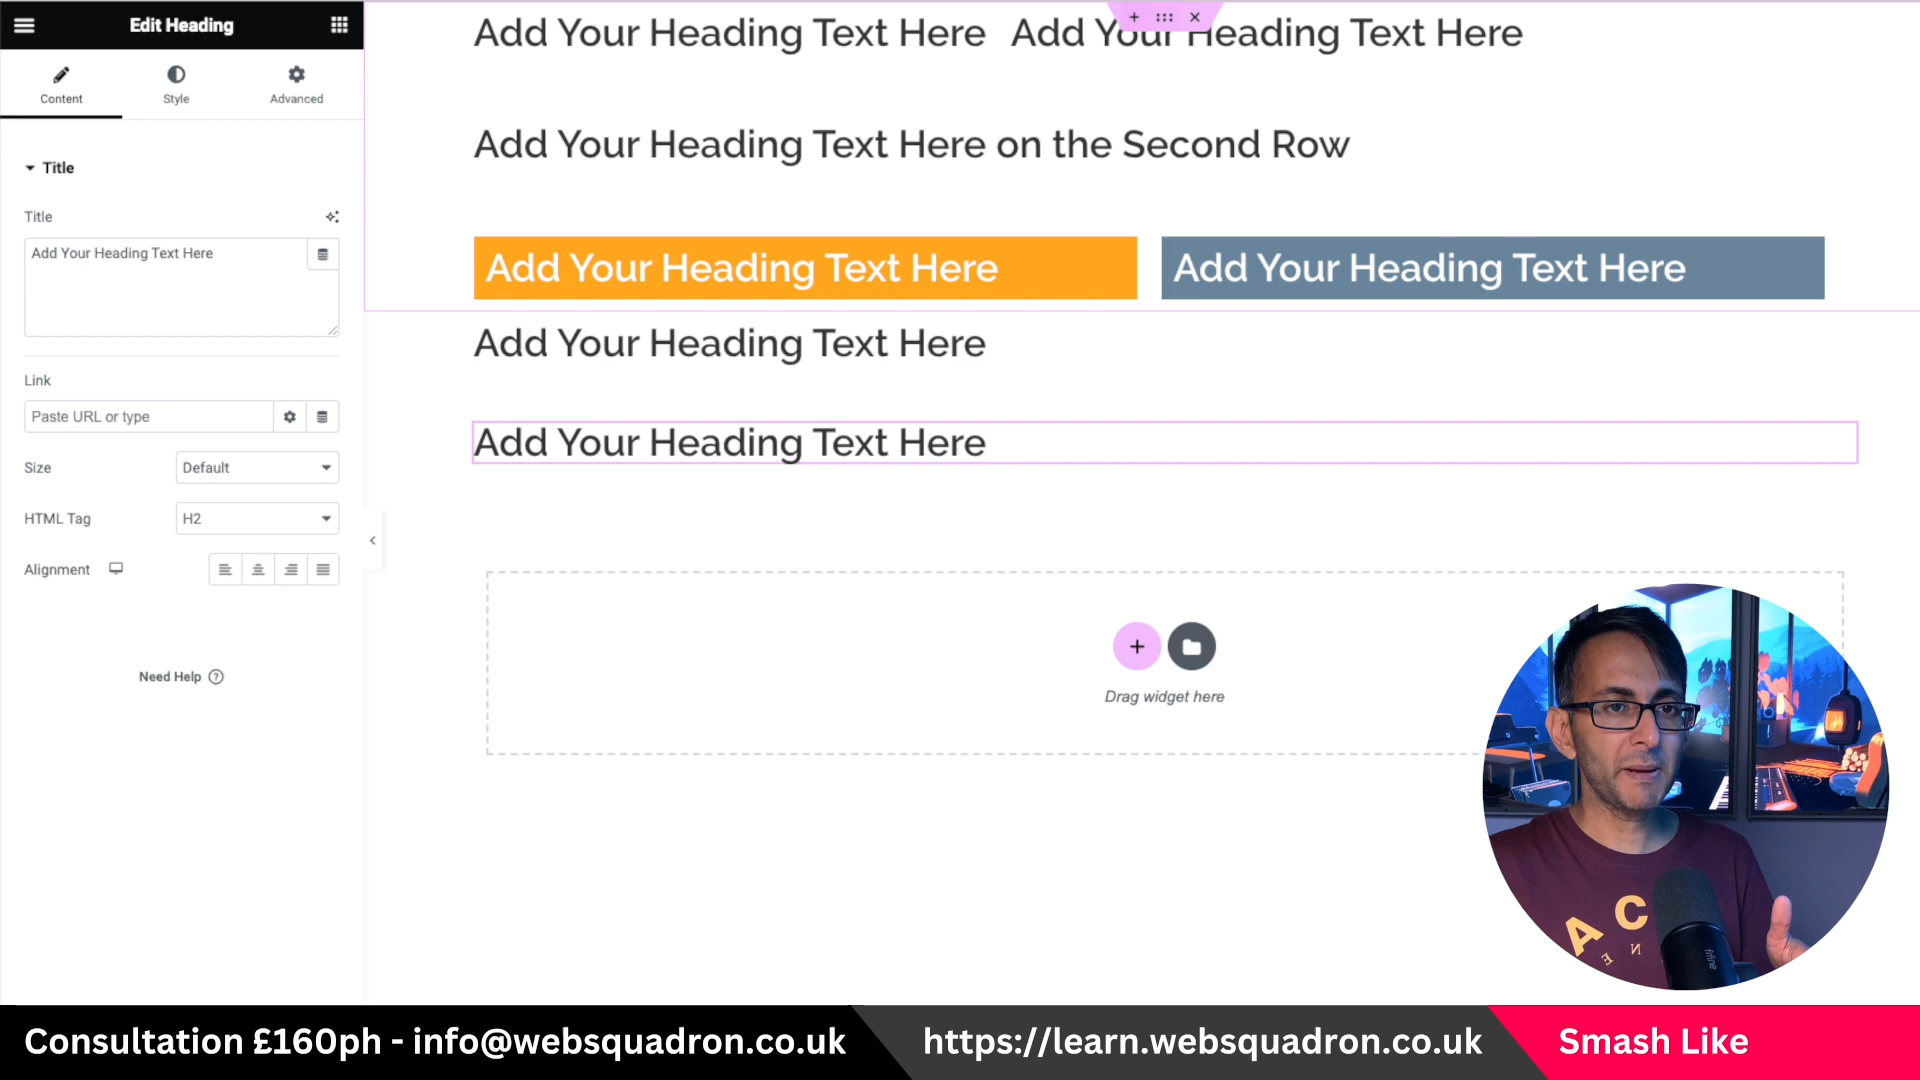 Edit Heading
Content
Style
Advanced
Title
Title
Add Your Heading Text Here
Link
Paste URL or type
Size
Default
HTML Tag
H2
Alignment
Need Help
Add Your Heading Text Here
Add Your Heading Text Here
Add Your Heading Text Here on the Second Row
Add Your Heading Text Here
Add Your Heading Text Here
Add Your Heading Text Here
Add Your Heading Text Here
Drag widget here
A C
E N
fifine
Consultation £160ph - info@websquadron.co.uk
https://learn.websquadron.co.uk
Smash Like